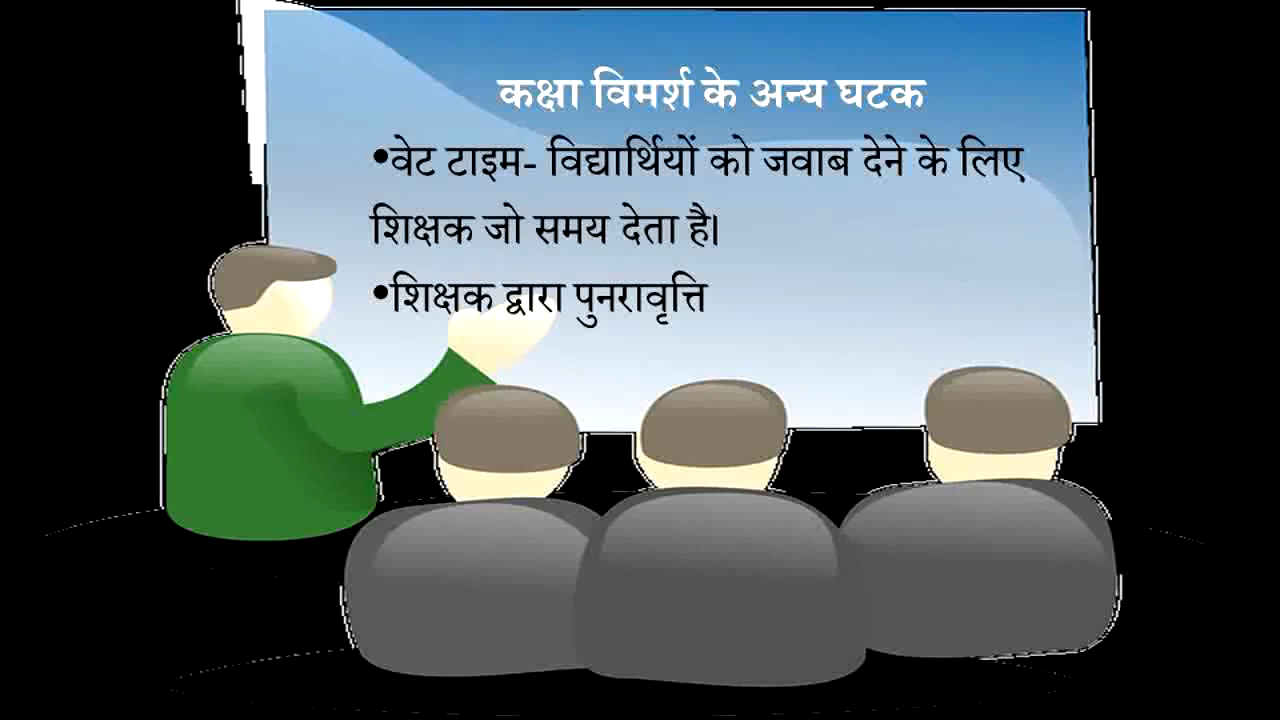 कक्षा विमर्श के अन्य घटक
•वेट टाइम- विद्यार्थियों को जवाब देने के लिए
शिक्षक जो समय देता है।
•शिक्षक द्वारा पुनरावृत्ति